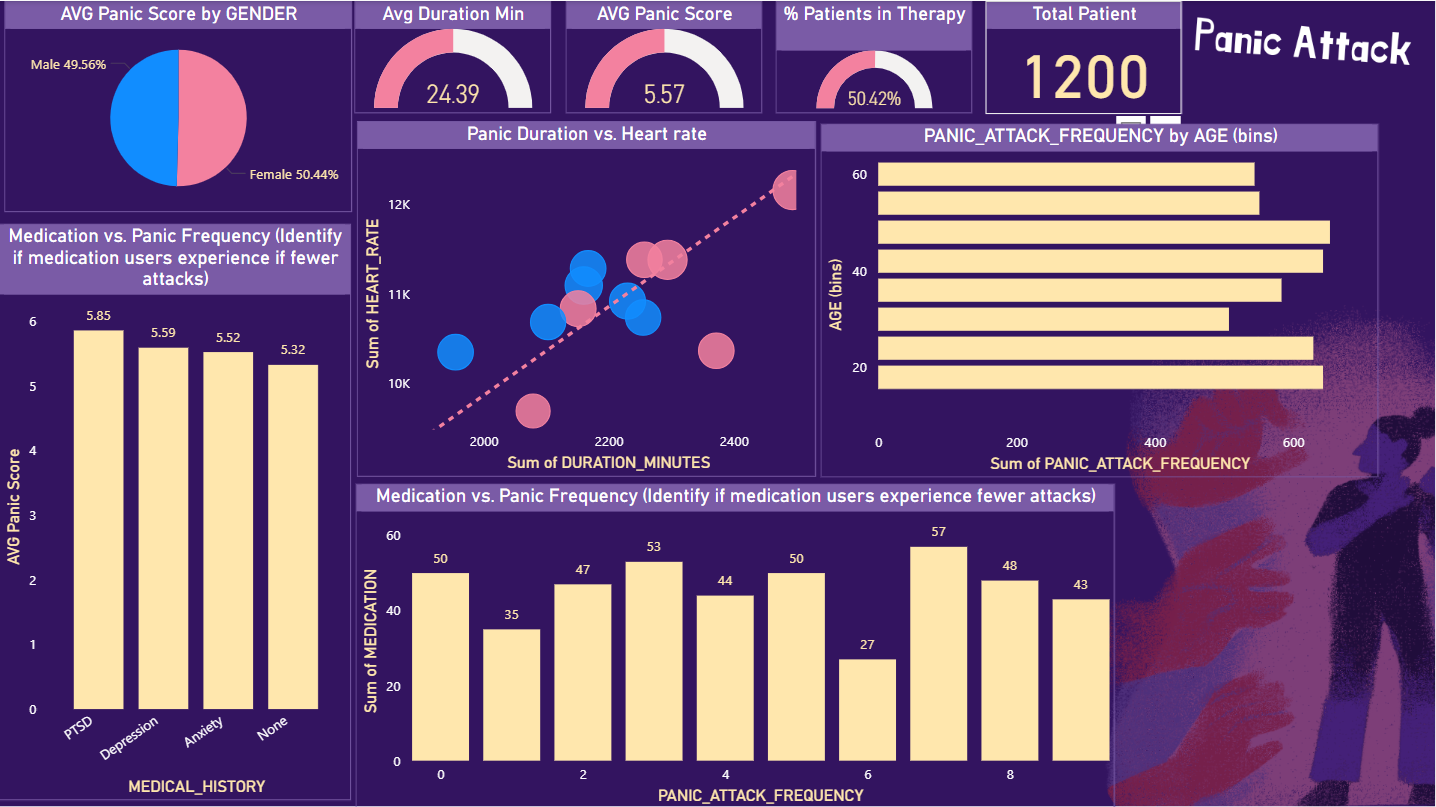 AVG Panic Score by GENDER
Male 49.56%
Female 50.44%
Avg Duration Min
24.39
AVG Panic Score
5.57
% Patients in Therapy
50.42%
Total Patient
1200
Panic Attack
Medication vs. Panic Frequency (Identify
if medication users experience if fewer
attacks)
AVG Panic Score
6
5
4
3
2
1
0
5.85
5.59
5.52
5.32
PTSD
Depression
Anxiety
None
MEDICAL_HISTORY
Panic Duration vs. Heart rate
Sum of HEART_RATE
12K
11K
10K
2000
2200
2400
Sum of DURATION_MINUTES
PANIC_ATTACK_FREQUENCY by AGE (bins)
AGE (bins)
60
40
20
0
200
400
600
Sum of PANIC_ATTACK_FREQUENCY
Medication vs. Panic Frequency (Identify if medication users experience fewer attacks)
Sum of MEDICATION
60
40
20
0
50
35
47
53
44
50
27
57
48
43
0
2
4
6
8
PANIC_ATTACK_FREQUENCY